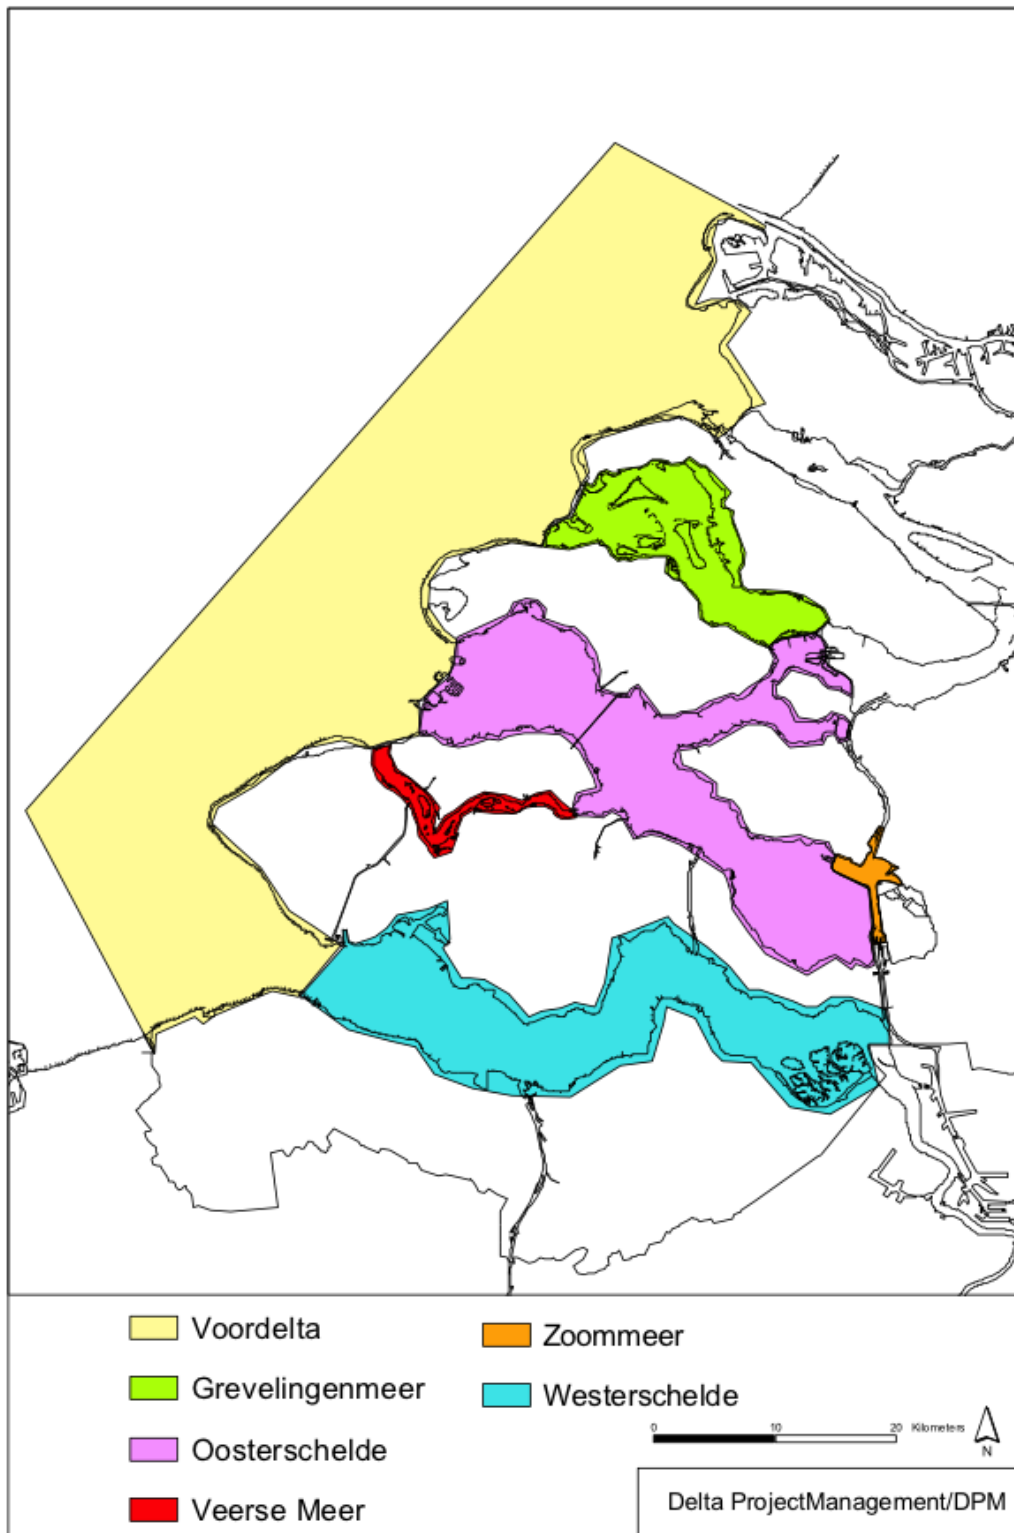 Voordelta
Grevelingenmeer
Oosterschelde
Veerse Meer
Zoommeer
Westerschelde
0 10 20 Kilometers
N
Delta ProjectManagement/DPM